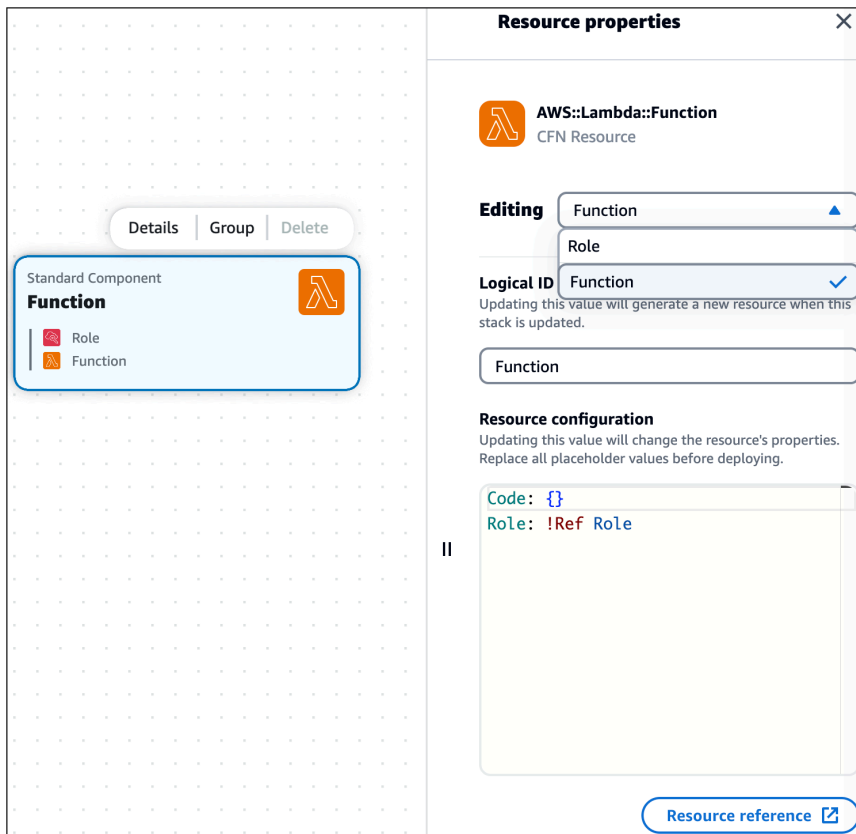 Resource properties
AWS::Lambda::Function
CFN Resource
Details
Group
Delete
Editing
Function
Role
Function
Standard Component
Function
Role
Function
Logical ID
Updating this value will generate a new resource when this
stack is updated.
Function
Resource configuration
Updating this value will change the resource's properties.
Replace all placeholder values before deploying.
Code: {}
Role: !Ref Role
Resource reference